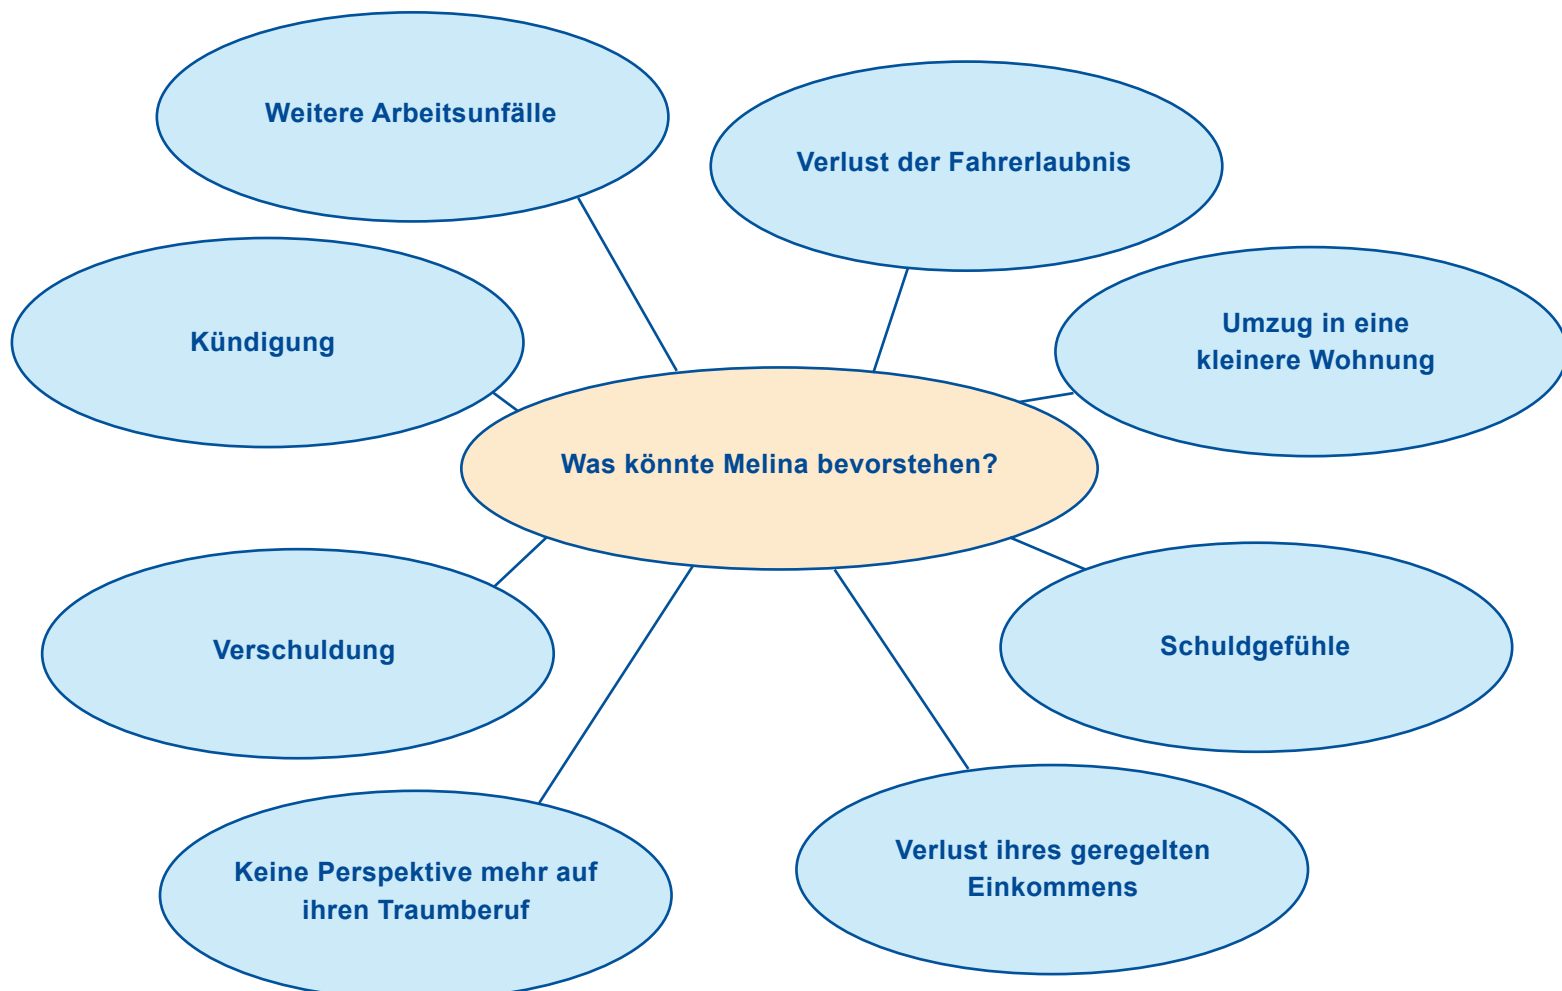 Weitere Arbeitsunfälle
Verlust der Fahrerlaubnis
Kündigung
Umzug in eine
kleinere Wohnung
Was könnte Melina bevorstehen?
Verschuldung
Schuldgefühle
Keine Perspektive mehr auf
ihren Traumberuf
Verlust ihres geregelten
Einkommens